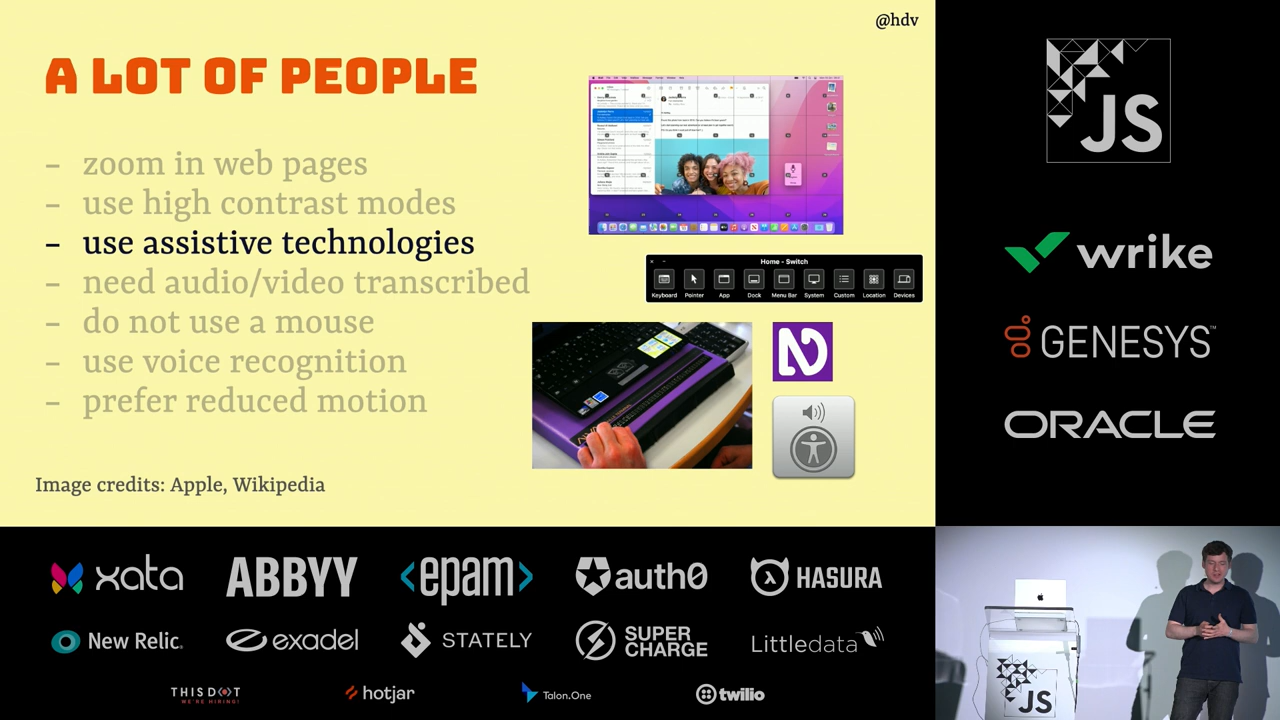 @hdv
A LOT OF PEOPLE
– zoom in web pages
– use high contrast modes
– use assistive technologies
– need audio/video transcribed
– do not use a mouse
– use voice recognition
– prefer reduced motion
Image credits: Apple, Wikipedia
Home - Switch
Keyboard Pointer App Dock Menu Bar System Custom Location Devices
JS
wrike
GENESYS™
ORACLE
xata ABBYY <epam> auth0 HASURA
New Relic. exadel STATELY SUPER CHARGE Littledata
THIS DOT hotjar Talon.One twilio
WE'RE HIRING!
JS